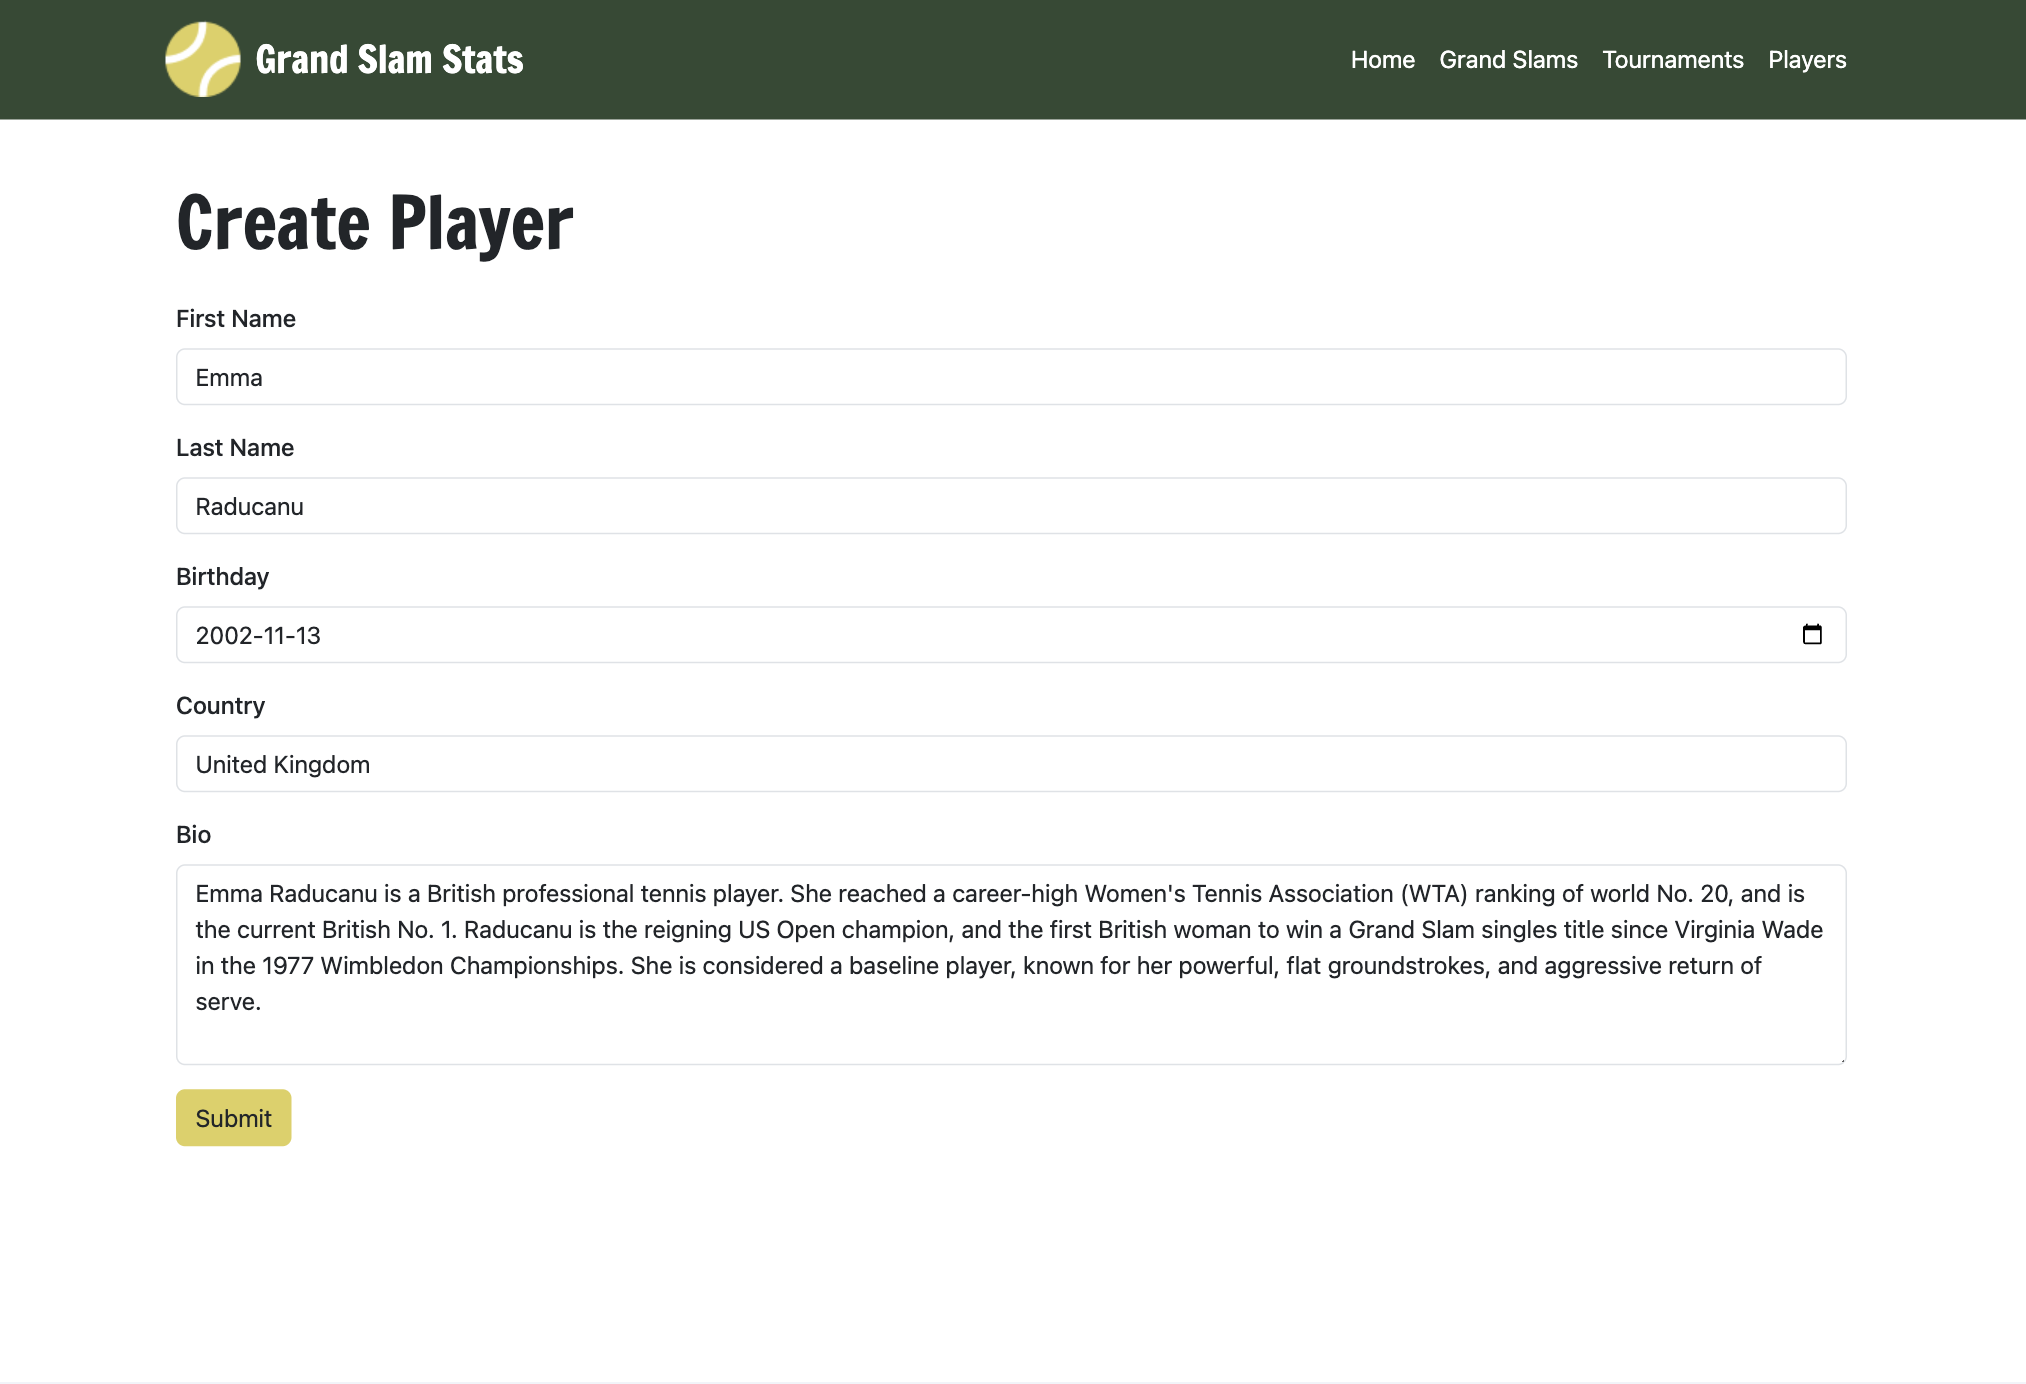 Grand Slam Stats
Home Grand Slams Tournaments Players
Create Player
First Name
Emma
Last Name
Raducanu
Birthday
2002-11-13
Country
United Kingdom
Bio
Emma Raducanu is a British professional tennis player. She reached a career-high Women's Tennis Association (WTA) ranking of world No. 20, and is
the current British No. 1. Raducanu is the reigning US Open champion, and the first British woman to win a Grand Slam singles title since Virginia Wade
in the 1977 Wimbledon Championships. She is considered a baseline player, known for her powerful, flat groundstrokes, and aggressive return of
serve.
Submit